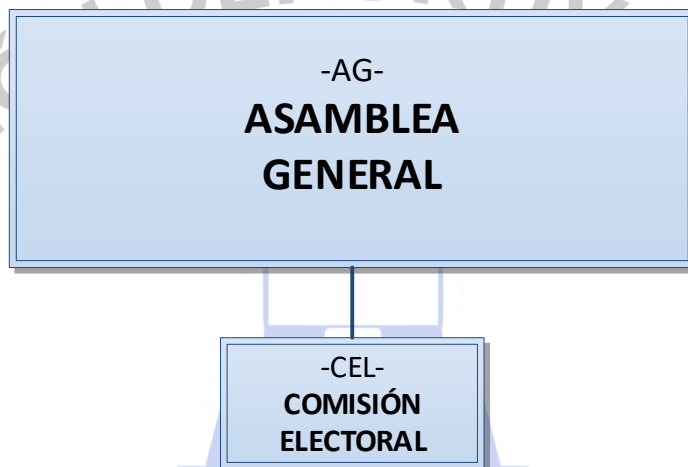 -AG-
ASAMBLEA
GENERAL
-CEL-
COMISIÓN
ELECTORAL